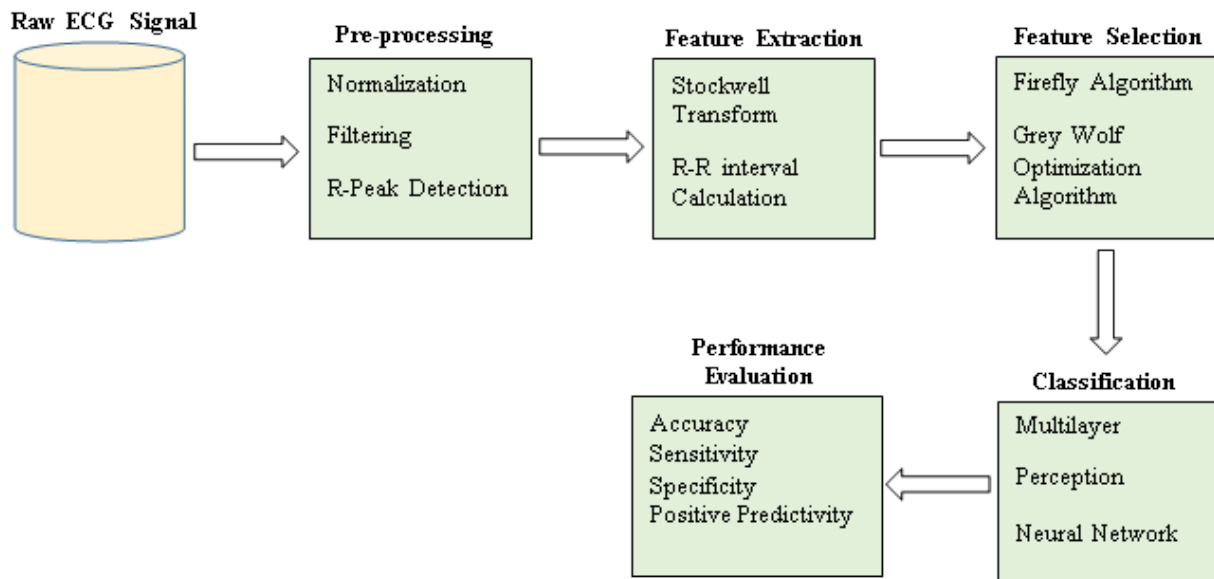 Raw ECG Signal
Pre-processing
Normalization
Filtering
R-Peak Detection
Feature Extraction
Stockwell
Transform
R-R interval
Calculation
Feature Selection
Firefly Algorithm
Grey Wolf
Optimization
Algorithm
Classification
Multilayer
Perception
Neural Network
Performance
Evaluation
Accuracy
Sensitivity
Specificity
Positive Predictivity